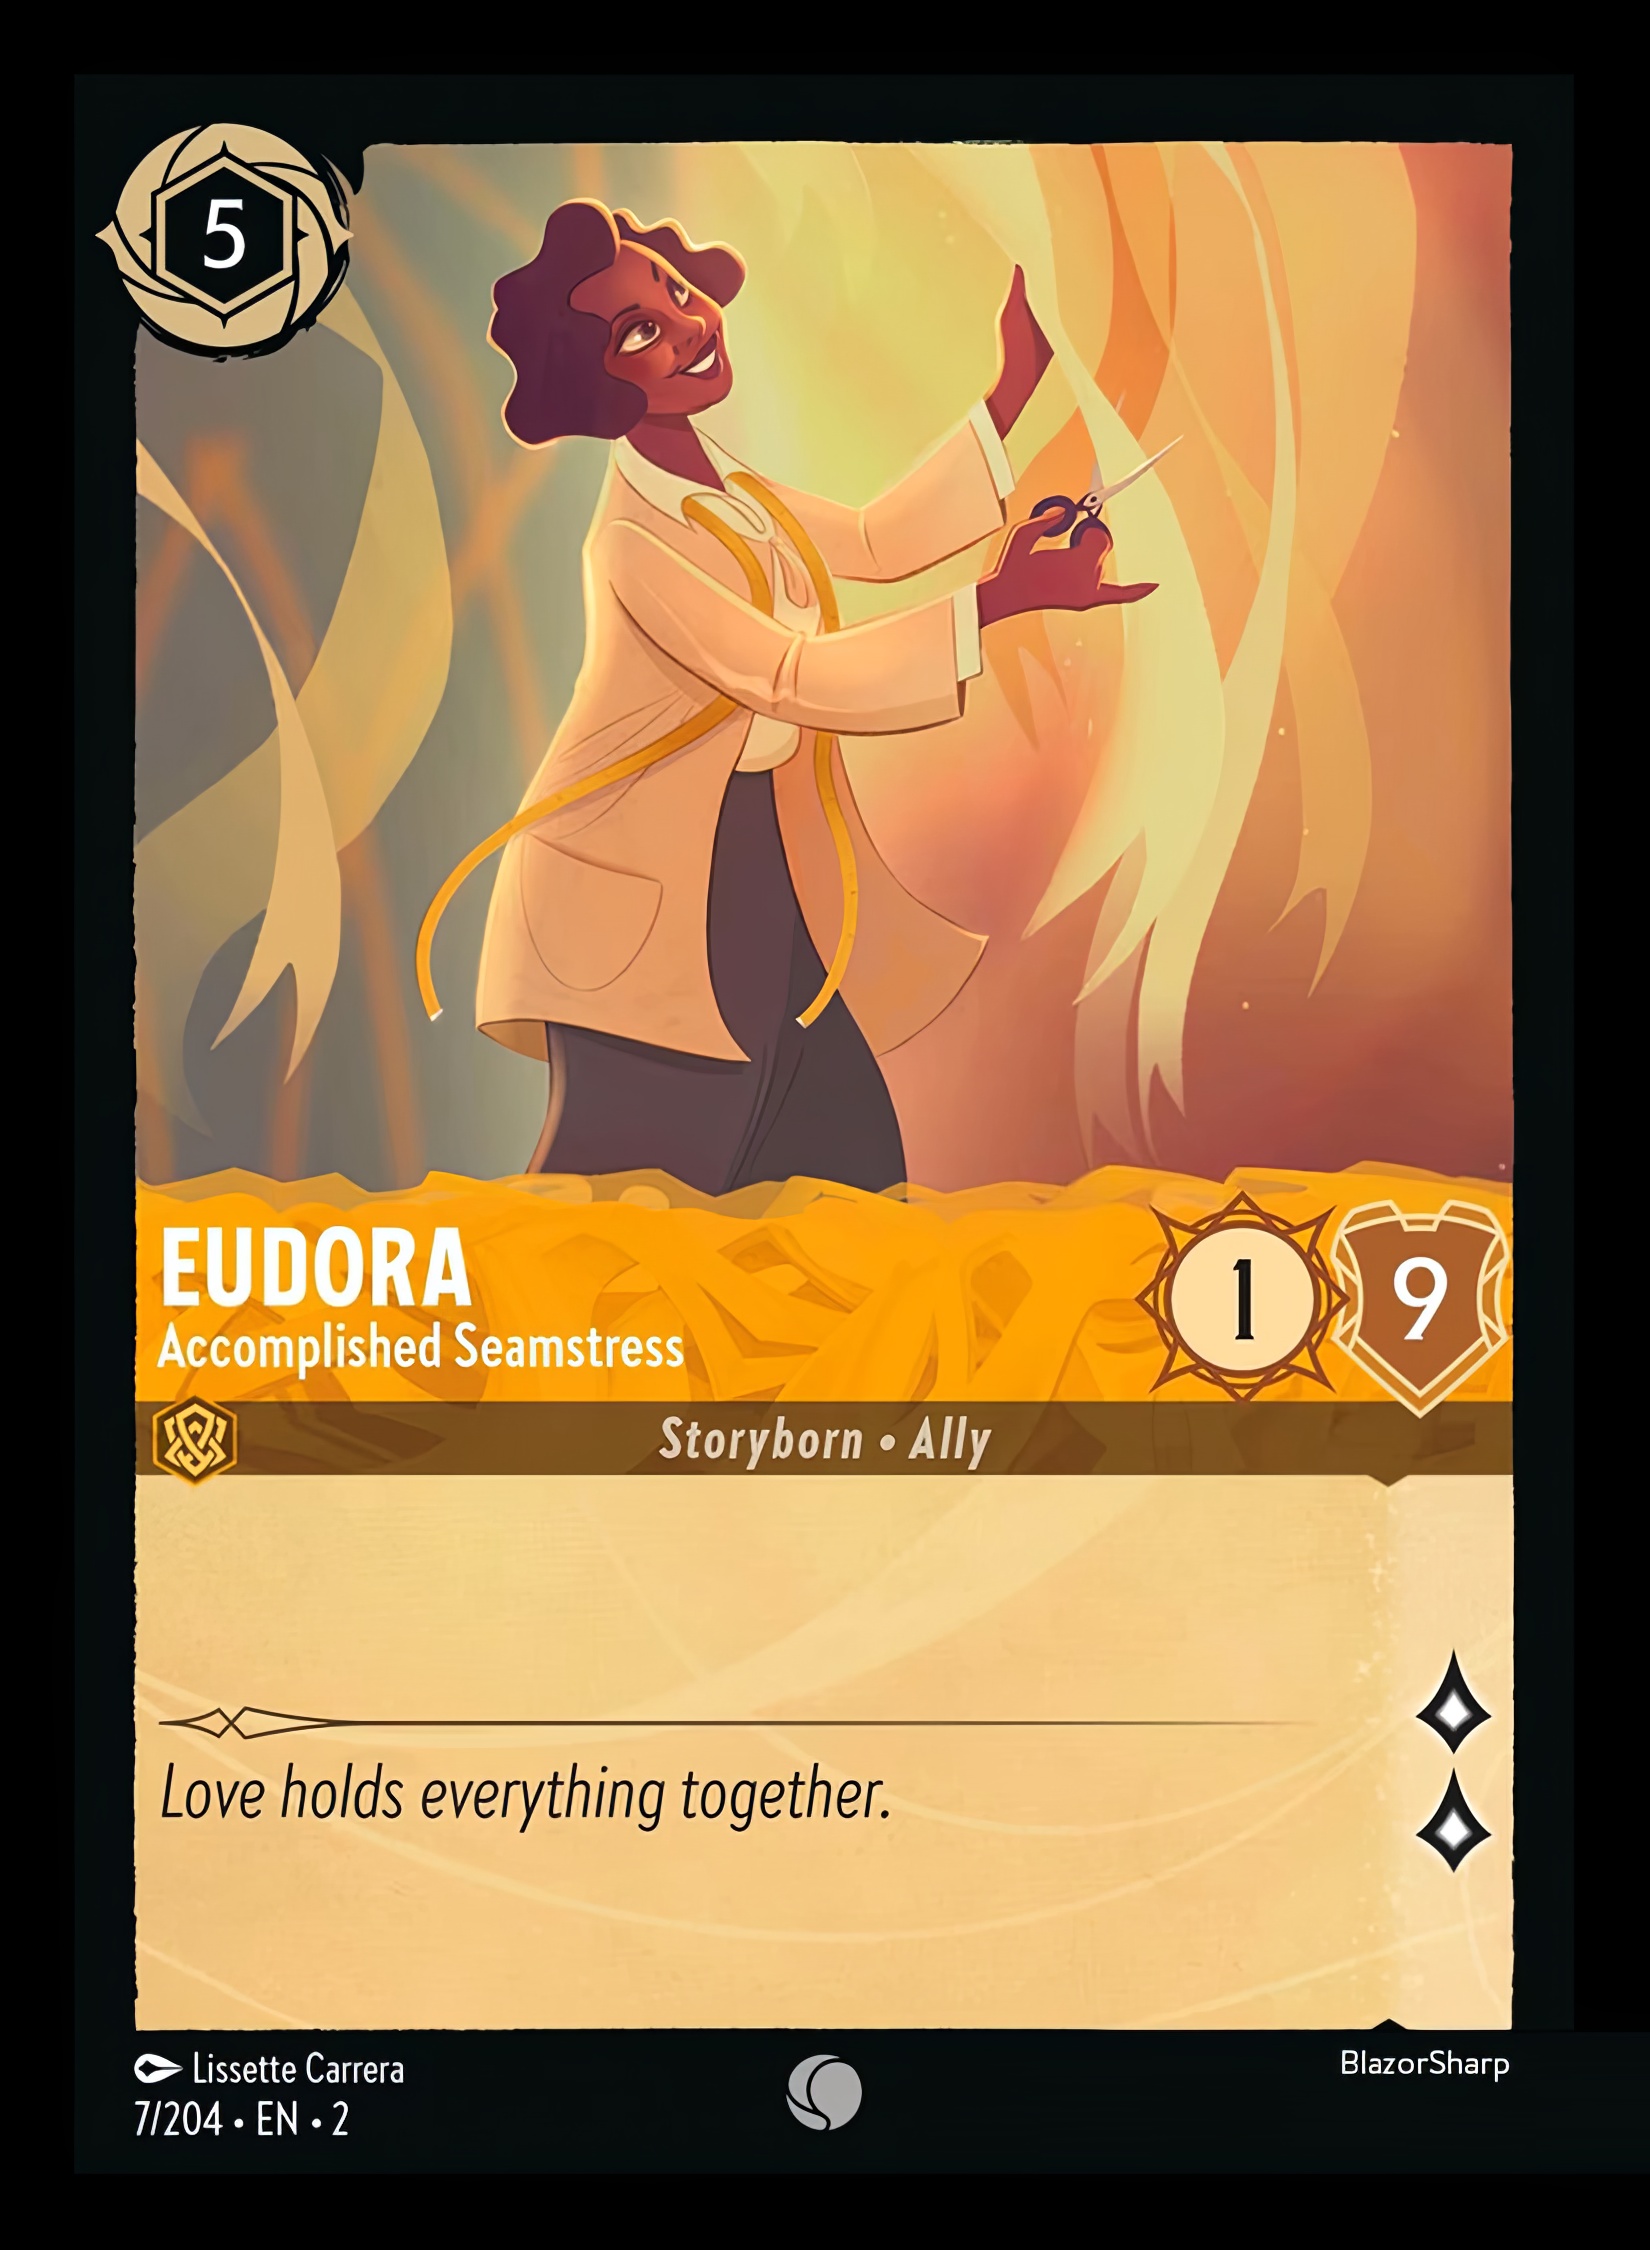 5
EUDORA
Accomplished Seamstress
1
9
Storyborn • Ally
Love holds everything together.
Lissette Carrera
7/204 • EN • 2
BlazorSharp